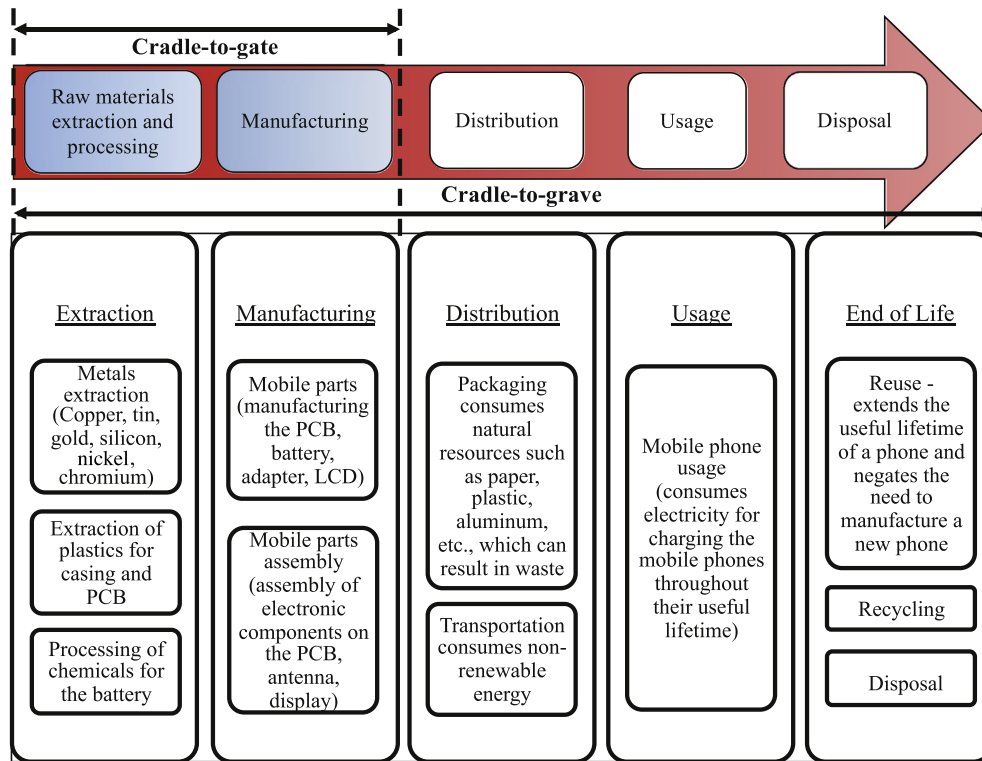 Cradle-to-gate
Raw materials
extraction and
processing
Manufacturing
Distribution
Usage
Disposal
Cradle-to-grave
Extraction
Metals
extraction
(Copper, tin,
gold, silicon,
nickel,
chromium)
Extraction of
plastics for
casing and
PCB
Processing of
chemicals for
the battery
Manufacturing
Mobile parts
(manufacturing
the PCB,
battery,
adapter, LCD)
Mobile parts
assembly
(assembly of
electronic
components on
the PCB,
antenna,
display)
Distribution
Packaging
consumes
natural
resources such
as paper,
plastic,
aluminum,
etc., which can
result in waste
Transportation
consumes non-
renewable
energy
Usage
Mobile phone
usage
(consumes
electricity for
charging the
mobile phones
throughout
their useful
lifetime)
End of Life
Reuse -
extends the
useful lifetime
of a phone and
negates the
need to
manufacture a
new phone
Recycling
Disposal